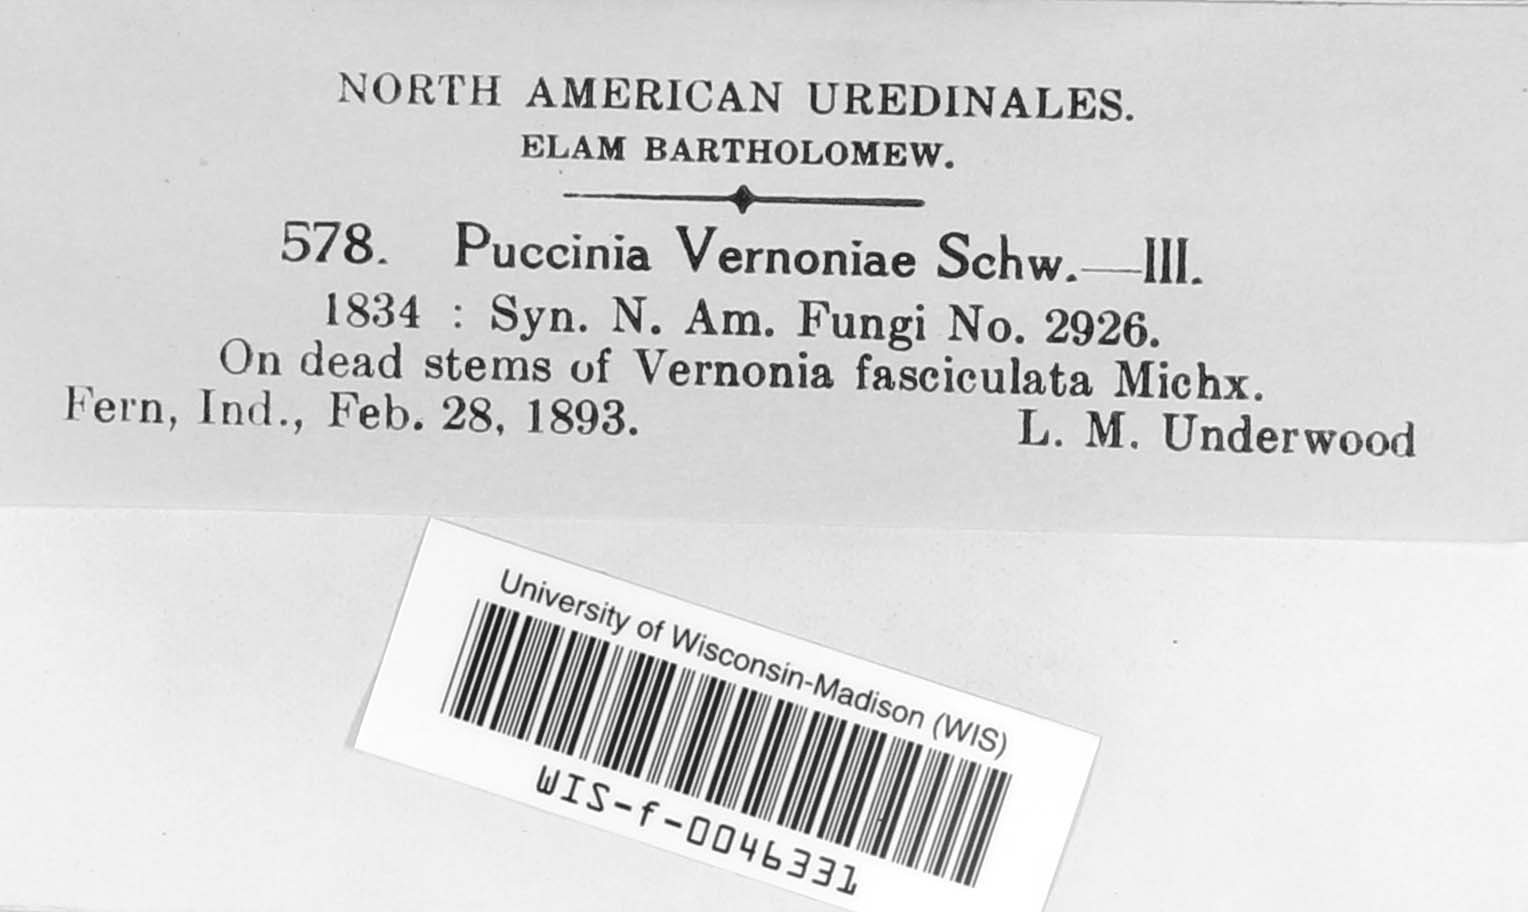 NORTH AMERICAN UREDINALES.
ELAM BARTHOLOMEW.
578. Puccinia Vernoniae Schw.—III.
1834 : Syn. N. Am. Fungi No. 2926.
On dead stems of Vernonia fasciculata Michx.
Fern, Ind., Feb. 28, 1893. L. M. Underwood
University of Wisconsin-Madison (WIS)
WIS-f-0046331